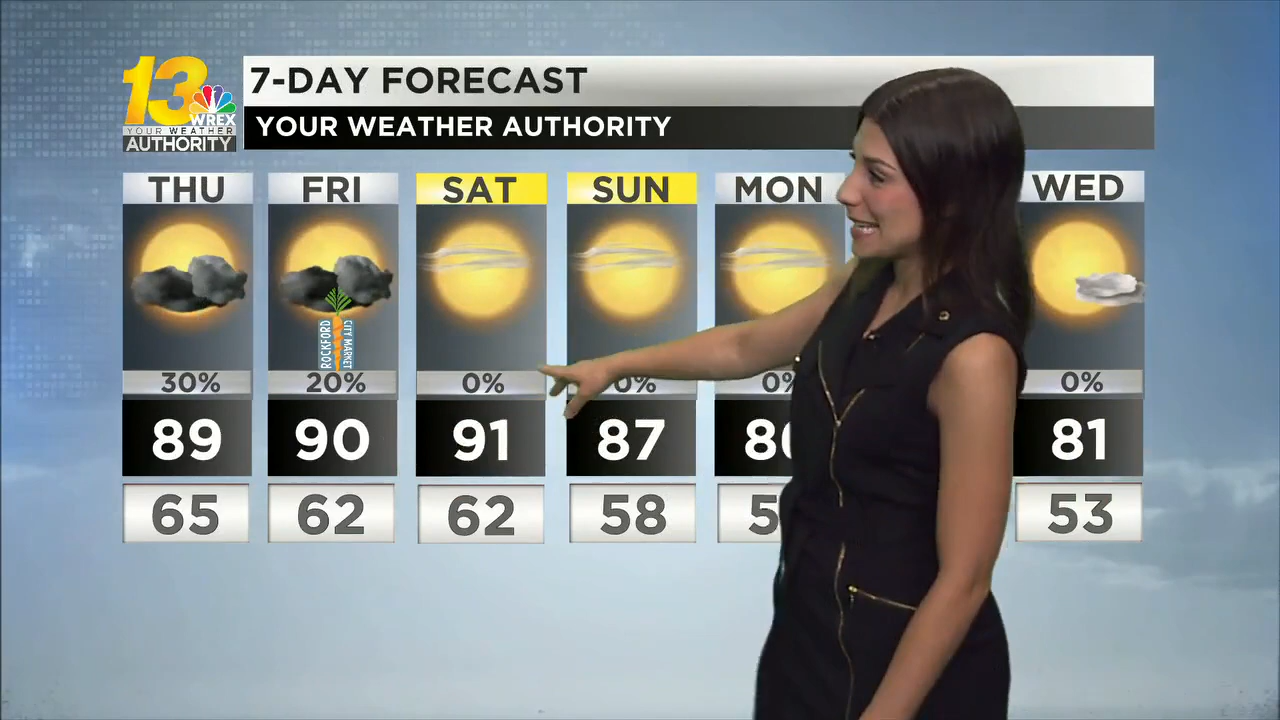 13
WREX
YOUR WEATHER
AUTHORITY
7-DAY FORECAST
YOUR WEATHER AUTHORITY
THU FRI SAT SUN MON WED
ROCKFORD
CITY MARKET
30% 20% 0% 0% 0% 0%
89 90 91 87 81
65 62 62 58 53